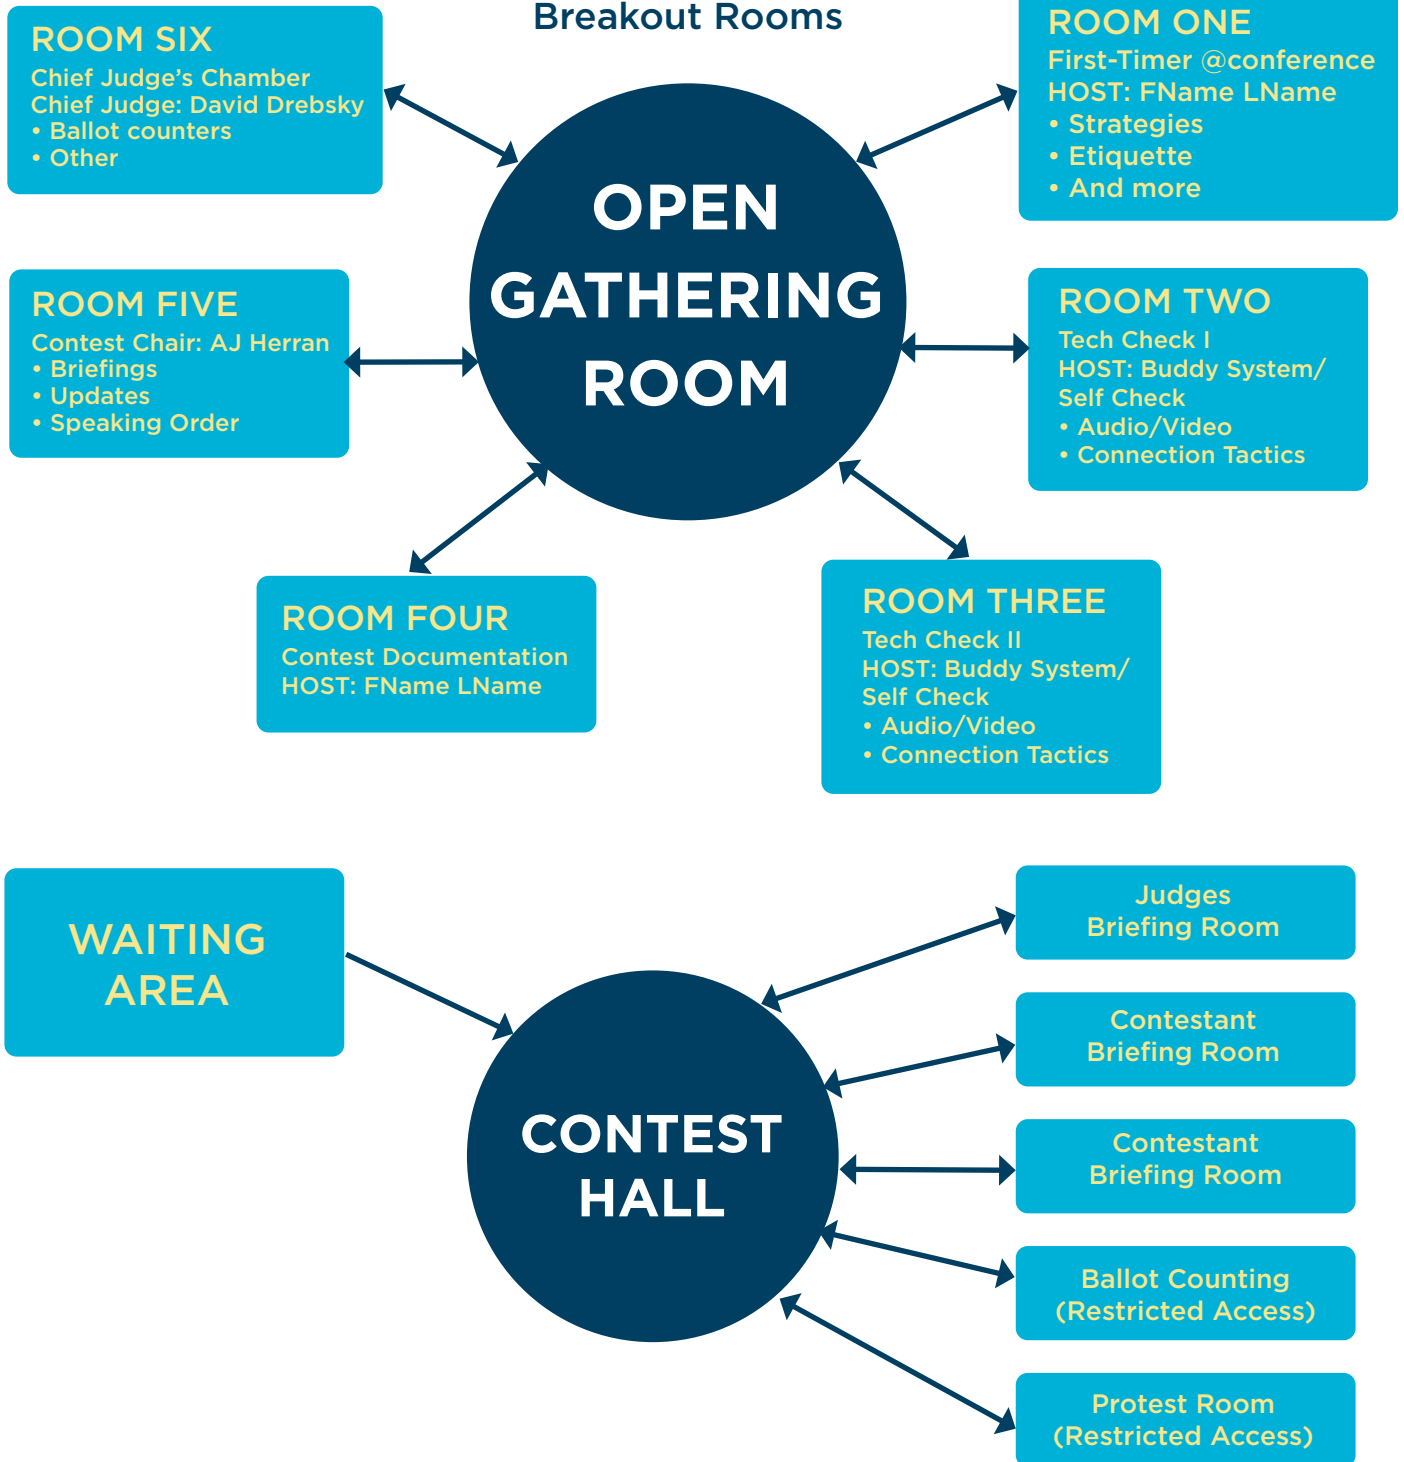 Breakout Rooms
ROOM SIX
Chief Judge's Chamber
Chief Judge: David Drebsky
• Ballot counters
• Other
ROOM ONE
First-Timer @conference
HOST: FName LName
• Strategies
• Etiquette
• And more
OPEN
GATHERING
ROOM
ROOM FIVE
Contest Chair: AJ Herran
• Briefings
• Updates
• Speaking Order
ROOM TWO
Tech Check I
HOST: Buddy System/
Self Check
• Audio/Video
• Connection Tactics
ROOM FOUR
Contest Documentation
HOST: FName LName
ROOM THREE
Tech Check II
HOST: Buddy System/
Self Check
• Audio/Video
• Connection Tactics
WAITING
AREA
CONTEST
HALL
Judges
Briefing Room
Contestant
Briefing Room
Contestant
Briefing Room
Ballot Counting
(Restricted Access)
Protest Room
(Restricted Access)